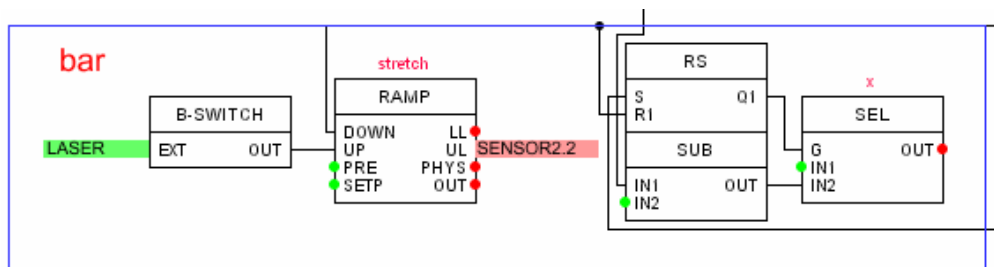 bar
stretch
x
RS
RAMP
B-SWITCH
S Q1
R1
SEL
LASER EXT OUT
DOWN LL
UP UL SENSOR2.2
PRE PHYS
SETP OUT
SUB
IN1 OUT
IN2
G OUT
IN1
IN2